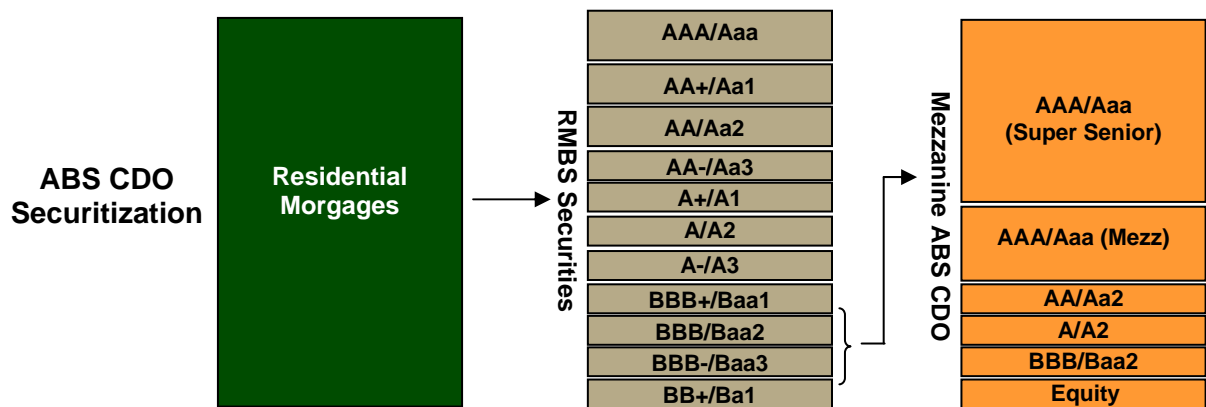 ABS CDO
Securitization
Residential
Morgages
RMBS Securities
AAA/Aaa
AA+/Aa1
AA/Aa2
AA-/Aa3
A+/A1
A/A2
A-/A3
BBB+/Baa1
BBB/Baa2
BBB-/Baa3
BB+/Ba1
Mezzanine ABS CDO
AAA/Aaa
(Super Senior)
AAA/Aaa (Mezz)
AA/Aa2
A/A2
BBB/Baa2
Equity